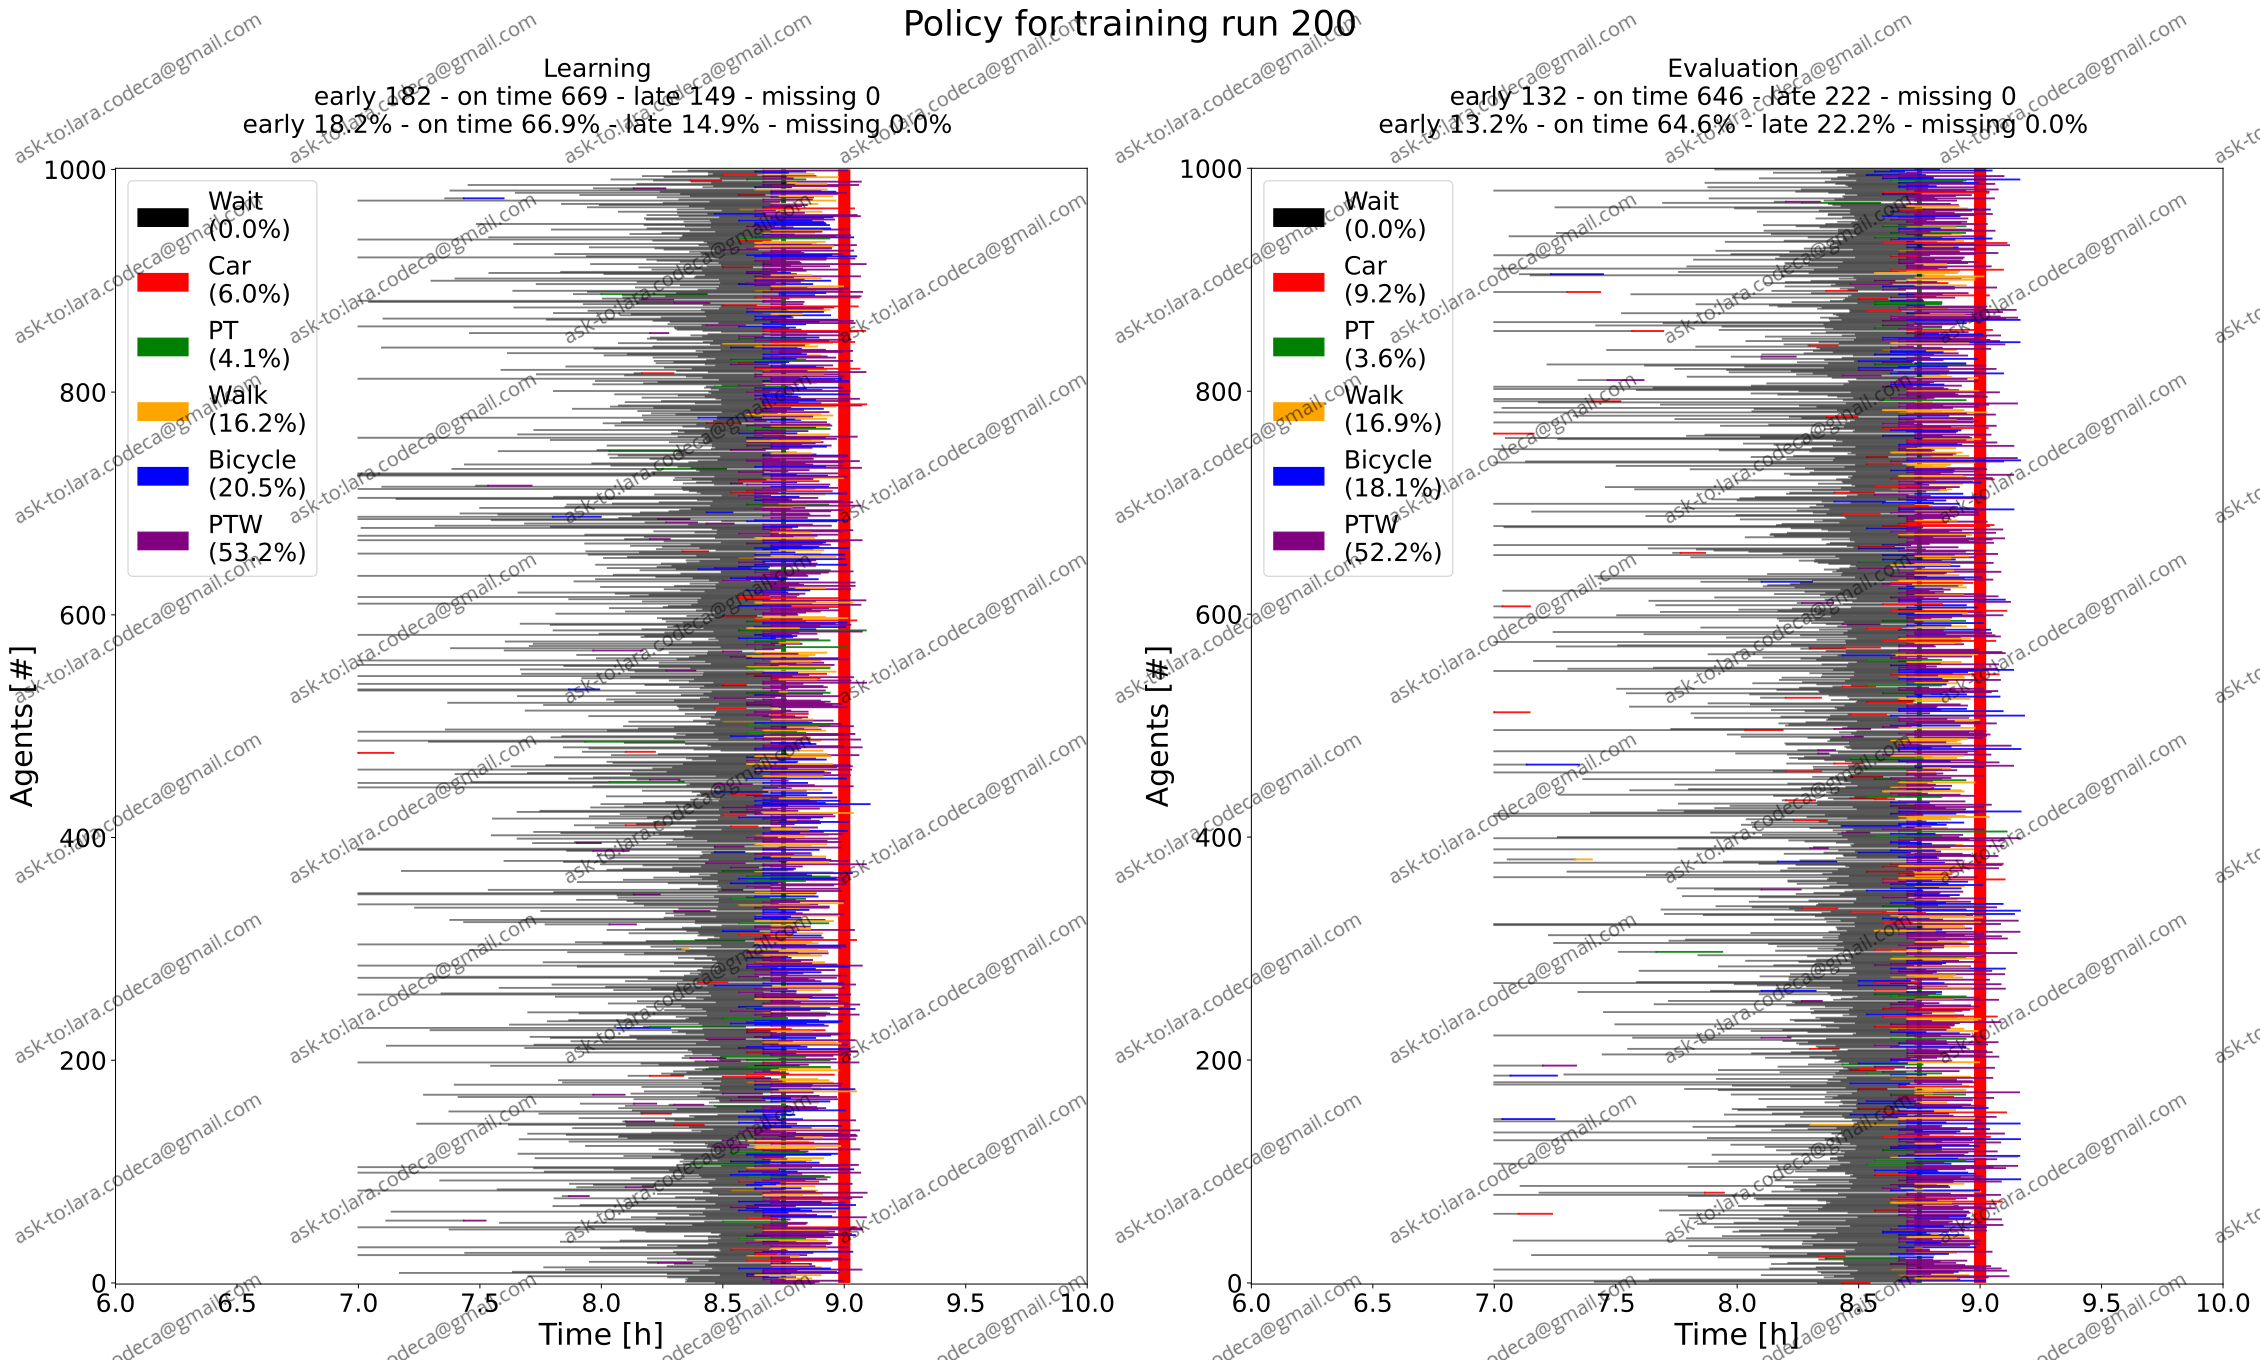 Policy for training run 200
Learning
early 182 - on time 669 - late 149 - missing 0
early 18.2% - on time 66.9% - late 14.9% - missing 0.0%
1000
800
600
400
200
0
Agents [#]
Wait
(0.0%)
Car
(6.0%)
PT
(4.1%)
Walk
(16.2%)
Bicycle
(20.5%)
PTW
(53.2%)
6.0 6.5 7.0 7.5 8.0 8.5 9.0 9.5 10.0
Time [h]
Evaluation
early 132 - on time 646 - late 222 - missing 0
early 13.2% - on time 64.6% - late 22.2% - missing 0.0%
1000
800
600
400
200
0
Agents [#]
Wait
(0.0%)
Car
(9.2%)
PT
(3.6%)
Walk
(16.9%)
Bicycle
(18.1%)
PTW
(52.2%)
6.0 6.5 7.0 7.5 8.0 8.5 9.0 9.5 10.0
Time [h]
ask-to:lara.codeca@gmail.com